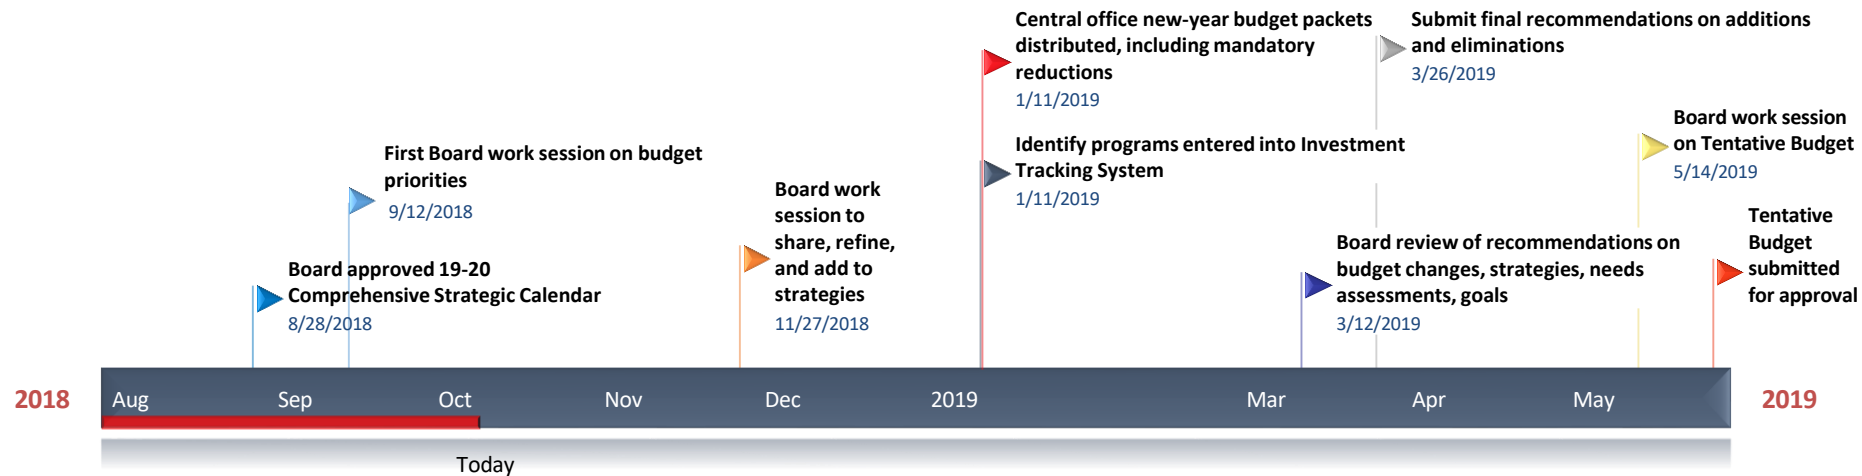 Central office new-year budget packets
distributed, including mandatory
reductions
1/11/2019
Submit final recommendations on additions
and eliminations
3/26/2019
Board work session
on Tentative Budget
5/14/2019
First Board work session on budget
priorities
9/12/2018
Identify programs entered into Investment
Tracking System
1/11/2019
Board work
session to
share, refine,
and add to
strategies
11/27/2018
Tentative
Budget
submitted
for approval
Board approved 19-20
Comprehensive Strategic Calendar
8/28/2018
Board review of recommendations on
budget changes, strategies, needs
assessments, goals
3/12/2019
2018 Aug Sep Oct Nov Dec 2019 Mar Apr May 2019
Today